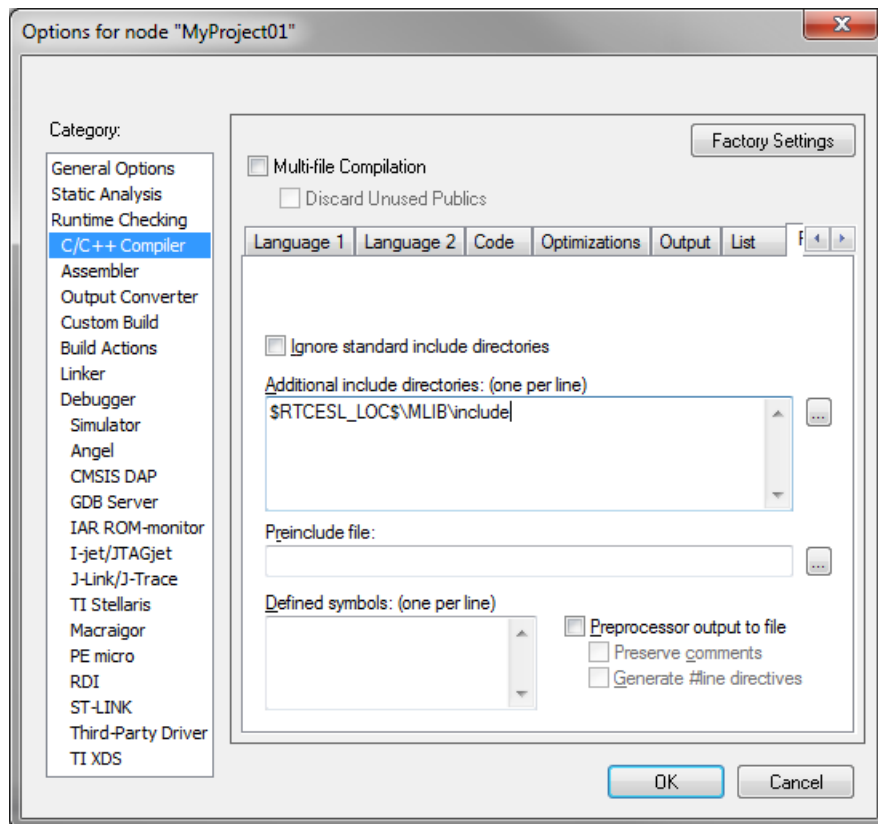 Options for node "MyProject01"
Category:
General Options
Static Analysis
Runtime Checking
C/C++ Compiler
Assembler
Output Converter
Custom Build
Build Actions
Linker
Debugger
Simulator
Angel
CMSIS DAP
GDB Server
IAR ROM-monitor
I-jet/JTAGjet
J-Link/J-Trace
TI Stellaris
Macraigor
PE micro
RDI
ST-LINK
Third-Party Driver
TI XDS
Factory Settings
Multi-file Compilation
Discard Unused Publics
Language 1 Language 2 Code Optimizations Output List
Ignore standard include directories
Additional include directories: (one per line)
$RTCESL_LOC$\MLIB\include
...
Preinclude file:
...
Defined symbols: (one per line)
Preprocessor output to file
Preserve comments
Generate #line directives
OK Cancel